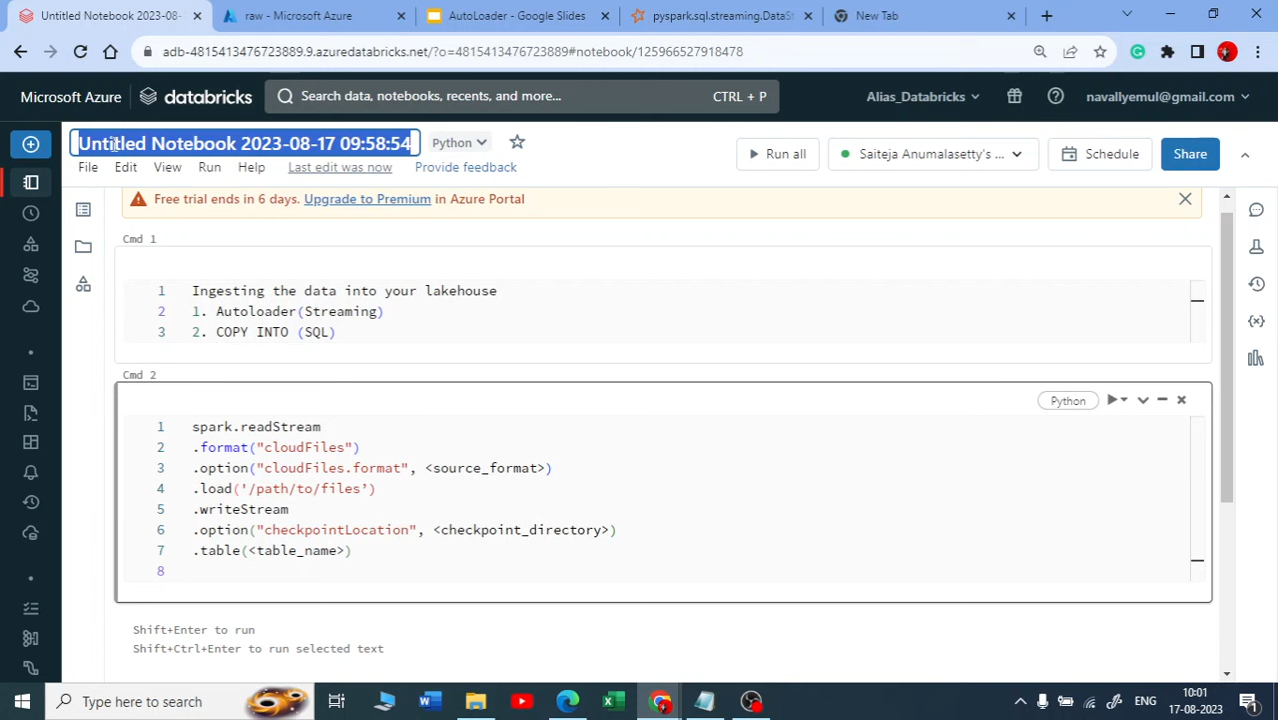 Untitled Notebook 2023-08-
raw - Microsoft Azure
AutoLoader - Google Slides
pyspark.sql.streaming.DataSt
New Tab
adb-4815413476723889.9.azuredatabricks.net/?o=4815413476723889#notebook/125966527918478
Microsoft Azure
databricks
Search data, notebooks, recents, and more...
CTRL + P
Alias_Databricks
navallyemul@gmail.com
Untitled Notebook 2023-08-17 09:58:54
Python
Run all
Saiteja Anumalasetty's ...
Schedule
Share
File
Edit
View
Run
Help
Last edit was now
Provide feedback
Free trial ends in 6 days. Upgrade to Premium in Azure Portal
Cmd 1
1 Ingesting the data into your lakehouse
2 1. Autoloader(Streaming)
3 2. COPY INTO (SQL)
Cmd 2
Python
1 spark.readStream
2 .format("cloudFiles")
3 .option("cloudFiles.format", <source_format>)
4 .load('/path/to/files’)
5 .writeStream
6 .option("checkpointLocation", <checkpoint_directory>)
7 .table(<table_name>)
8
Shift+Enter to run
Shift+Ctrl+Enter to run selected text
Type here to search
ENG
10:01
17-08-2023
1